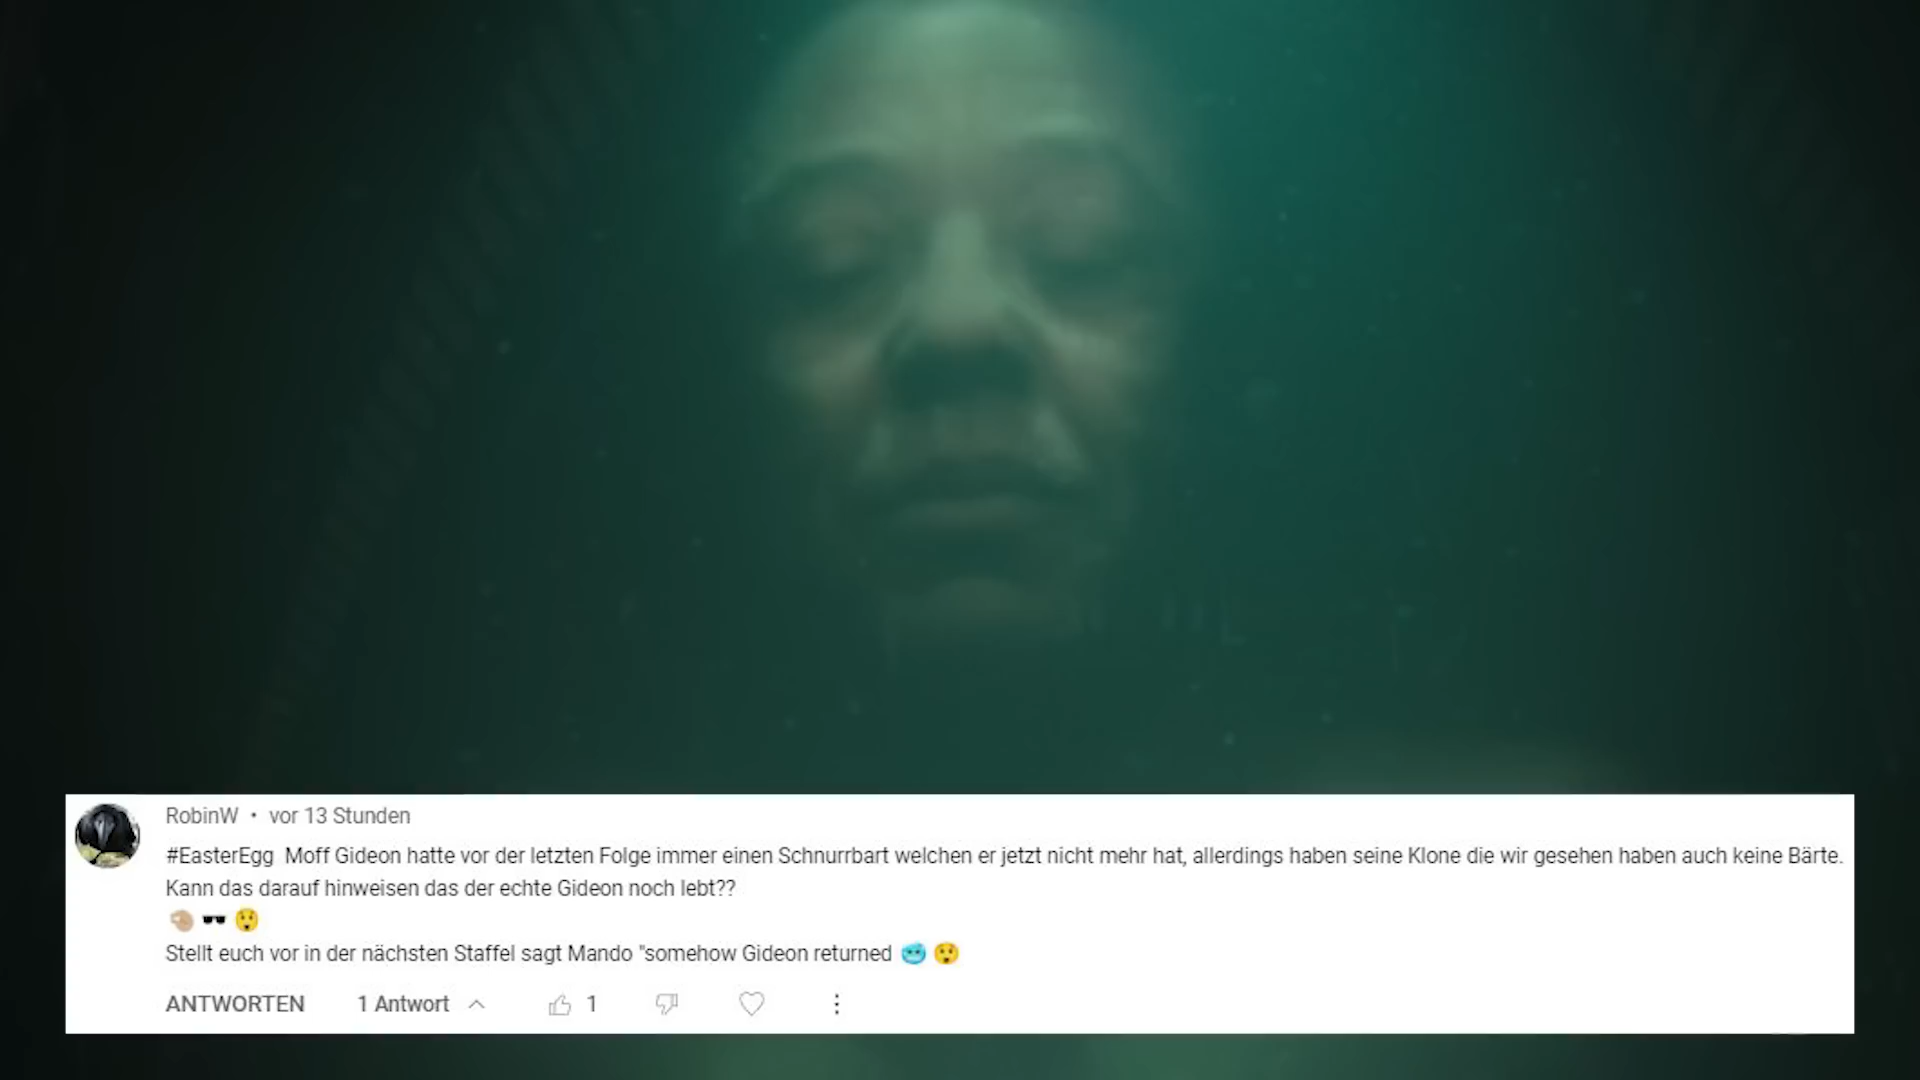 RobinW • vor 13 Stunden
#EasterEgg Moff Gideon hatte vor der letzten Folge immer einen Schnurrbart welchen er jetzt nicht mehr hat, allerdings haben seine Klone die wir gesehen haben auch keine Bärte.
Kann das darauf hinweisen das der echte Gideon noch lebt??
🤏🏼 🕶️ 😲
Stellt euch vor in der nächsten Staffel sagt Mando "somehow Gideon returned 🥶 😲
ANTWORTEN 1 Antwort 1